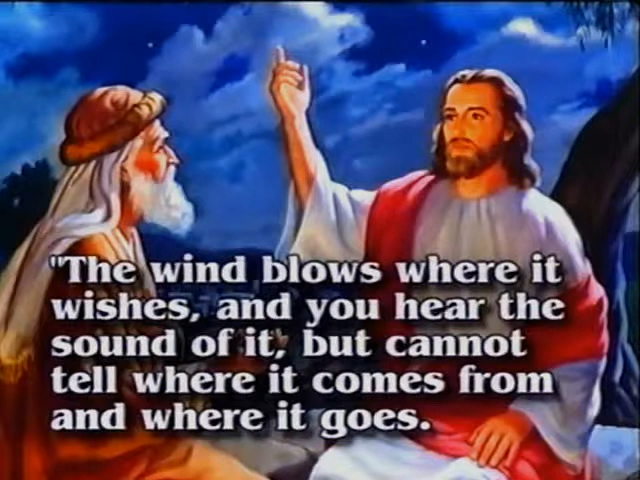 "The wind blows where it
wishes, and you hear the
sound of it, but cannot
tell where it comes from
and where it goes.